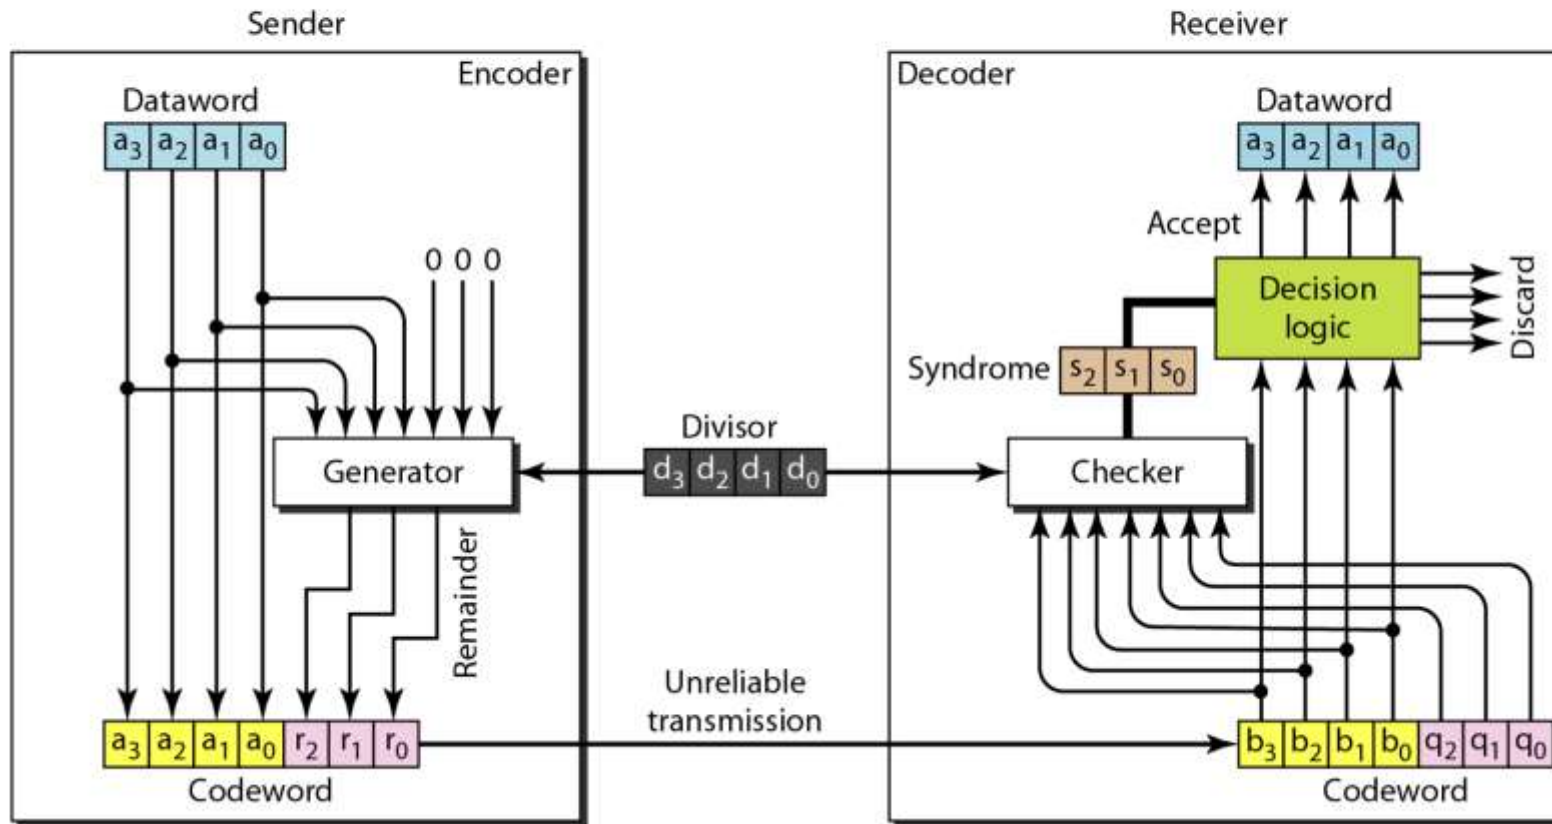 Sender
Receiver
Encoder
Decoder
Dataword
a₃ a₂ a₁ a₀
0 0 0
Generator
Remainder
a₃ a₂ a₁ a₀ r₂ r₁ r₀
Codeword
Divisor
d₃ d₂ d₁ d₀
Unreliable
transmission
Dataword
a₃ a₂ a₁ a₀
Accept
Decision
logic
Discard
Syndrome
s₂ s₁ s₀
Checker
b₃ b₂ b₁ b₀ q₂ q₁ q₀
Codeword